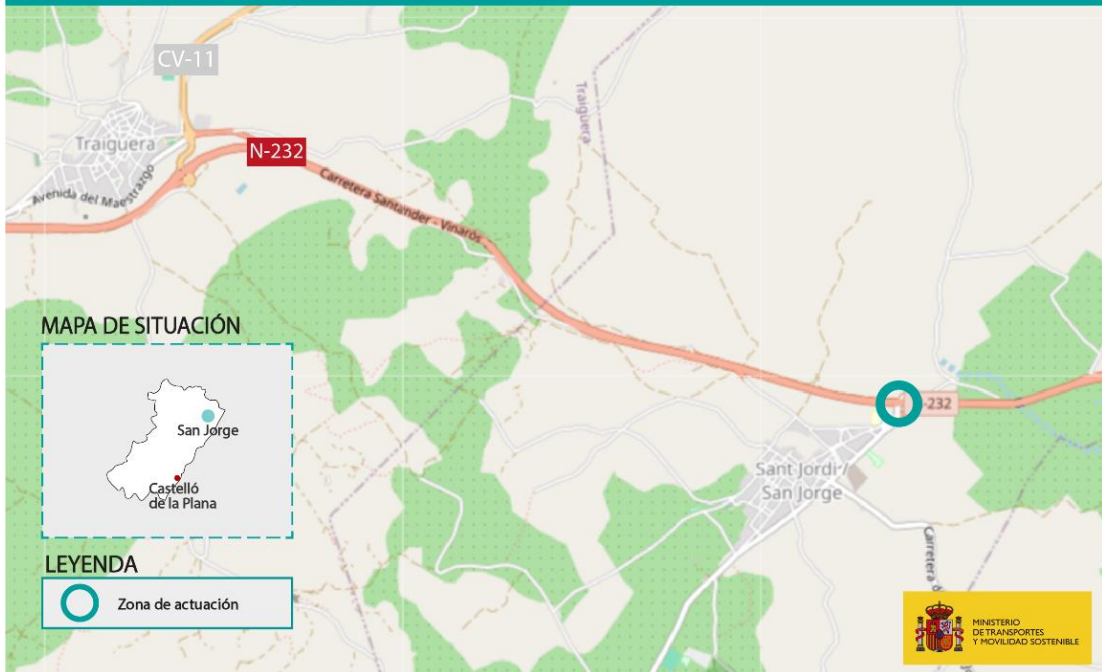 CV-11
Traiguera
Traiguera
N-232
Avenida del Maestrazgo
Carretera Santander - Vinaròs
MAPA DE SITUACIÓN
San Jorge
Castelló
de la Plana
-232
Sant Jordi /
San Jorge
Carretera
LEYENDA
Zona de actuación
MINISTERIO
DE TRANSPORTES
Y MOVILIDAD SOSTENIBLE